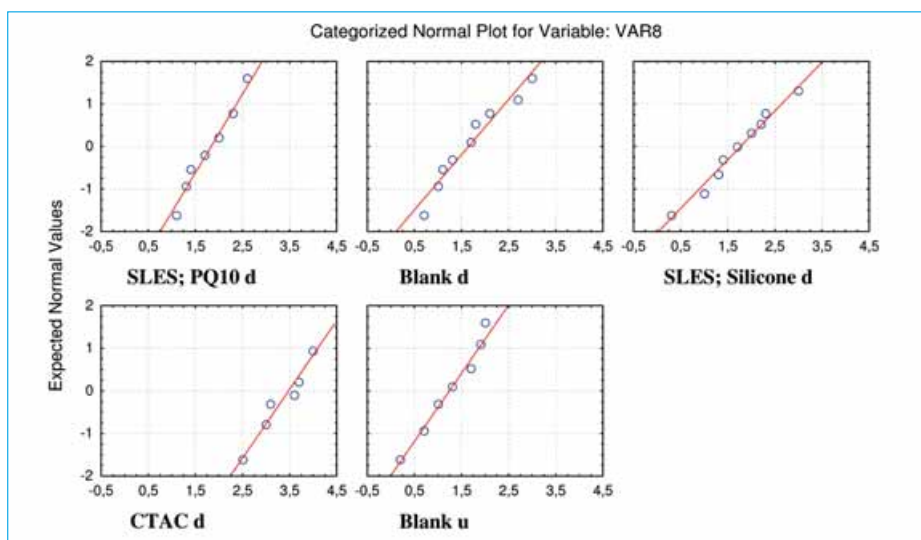 Categorized Normal Plot for Variable: VAR8
Expected Normal Values
2
1
0
-1
-2
-0,5 0,5 1,5 2,5 3,5 4,5
-0,5 0,5 1,5 2,5 3,5 4,5
-0,5 0,5 1,5 2,5 3,5 4,5
SLES; PQ10 d Blank d SLES; Silicone d
2
1
0
-1
-2
-0,5 0,5 1,5 2,5 3,5 4,5
-0,5 0,5 1,5 2,5 3,5 4,5
CTAC d Blank u